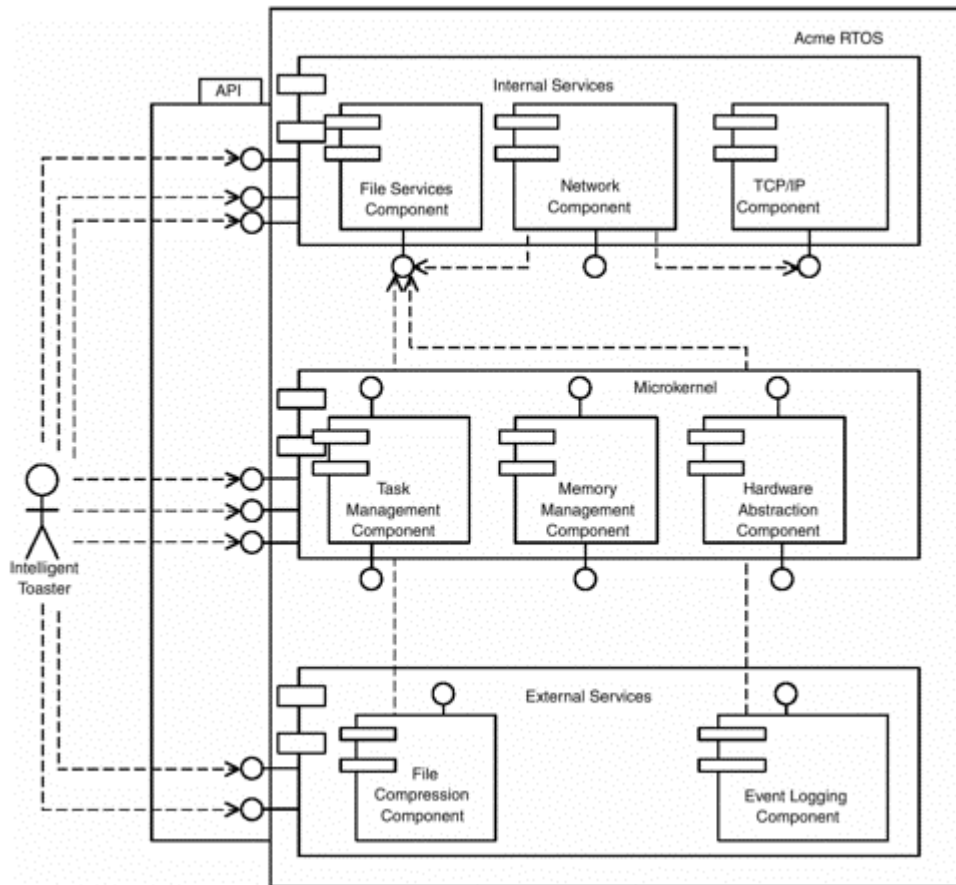 Acme RTOS
API
Internal Services
File Services
Component
Network
Component
TCP/IP
Component
Microkernel
Task
Management
Component
Memory
Management
Component
Hardware
Abstraction
Component
Intelligent
Toaster
External Services
File
Compression
Component
Event Logging
Component